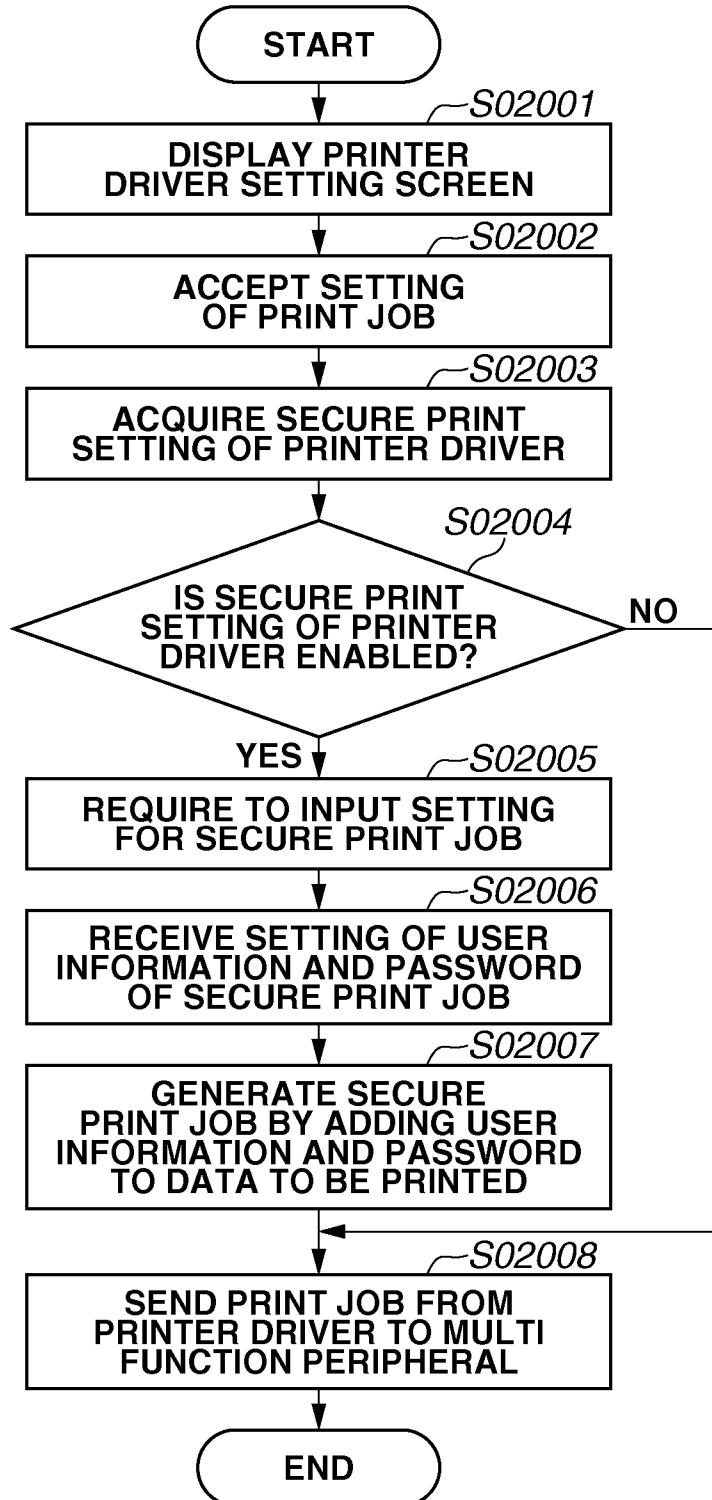 START
S02001
DISPLAY PRINTER
DRIVER SETTING SCREEN
S02002
ACCEPT SETTING
OF PRINT JOB
S02003
ACQUIRE SECURE PRINT
SETTING OF PRINTER DRIVER
S02004
IS SECURE PRINT
SETTING OF PRINTER
DRIVER ENABLED?
NO
YES
S02005
REQUIRE TO INPUT SETTING
FOR SECURE PRINT JOB
S02006
RECEIVE SETTING OF USER
INFORMATION AND PASSWORD
OF SECURE PRINT JOB
S02007
GENERATE SECURE
PRINT JOB BY ADDING USER
INFORMATION AND PASSWORD
TO DATA TO BE PRINTED
S02008
SEND PRINT JOB FROM
PRINTER DRIVER TO MULTI
FUNCTION PERIPHERAL
END